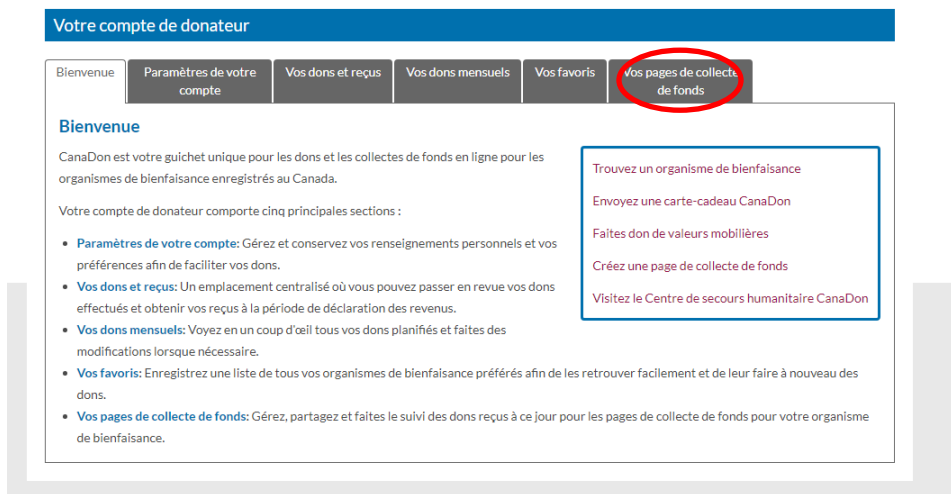 Votre compte de donateur
Bienvenue
Paramètres de votre
compte
Vos dons et reçus
Vos dons mensuels
Vos favoris
Vos pages de collecte
de fonds
Bienvenue
CanaDon est votre guichet unique pour les dons et les collectes de fonds en ligne pour les
organismes de bienfaisance enregistrés au Canada.
Votre compte de donateur comporte cinq principales sections :
• Paramètres de votre compte: Gérez et conservez vos renseignements personnels et vos
préférences afin de faciliter vos dons.
• Vos dons et reçus: Un emplacement centralisé où vous pouvez passer en revue vos dons
effectués et obtenir vos reçus à la période de déclaration des revenus.
• Vos dons mensuels: Voyez en un coup d'œil tous vos dons planifiés et faites des
modifications lorsque nécessaire.
• Vos favoris: Enregistrez une liste de tous vos organismes de bienfaisance préférés afin de les retrouver facilement et de leur faire à nouveau des
dons.
• Vos pages de collecte de fonds: Gérez, partagez et faites le suivi des dons reçus à ce jour pour les pages de collecte de fonds pour votre organisme
de bienfaisance.
Trouvez un organisme de bienfaisance
Envoyez une carte-cadeau CanaDon
Faites don de valeurs mobilières
Créez une page de collecte de fonds
Visitez le Centre de secours humanitaire CanaDon